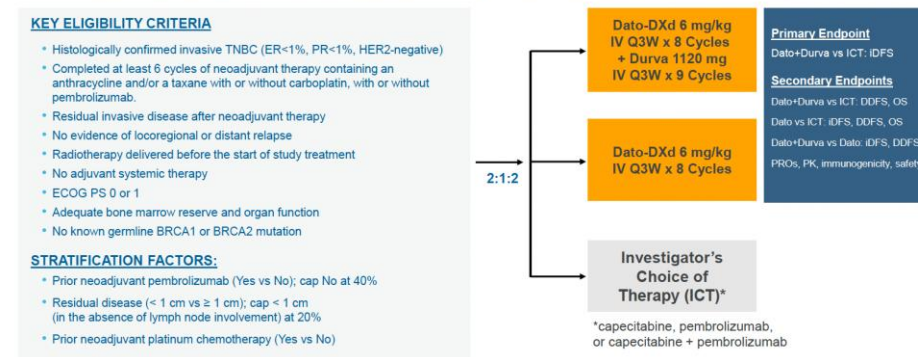 KEY ELIGIBILITY CRITERIA
• Histologically confirmed invasive TNBC (ER<1%, PR<1%, HER2-negative)
• Completed at least 6 cycles of neoadjuvant therapy containing an
anthracycline and/or a taxane with or without carboplatin, with or without
pembrolizumab.
• Residual invasive disease after neoadjuvant therapy
• No evidence of locoregional or distant relapse
• Radiotherapy delivered before the start of study treatment
• No adjuvant systemic therapy
• ECOG PS 0 or 1
• Adequate bone marrow reserve and organ function
• No known germline BRCA1 or BRCA2 mutation
STRATIFICATION FACTORS:
• Prior neoadjuvant pembrolizumab (Yes vs No); cap No at 40%
• Residual disease (< 1 cm vs ≥ 1 cm); cap < 1 cm
(in the absence of lymph node involvement) at 20%
• Prior neoadjuvant platinum chemotherapy (Yes vs No)
2:1:2
Dato-DXd 6 mg/kg
IV Q3W x 8 Cycles
+ Durva 1120 mg
IV Q3W x 9 Cycles
Dato-DXd 6 mg/kg
IV Q3W x 8 Cycles
Investigator's
Choice of
Therapy (ICT)*
*capecitabine, pembrolizumab,
or capecitabine + pembrolizumab
Primary Endpoint
Dato+Durva vs ICT: iDFS
Secondary Endpoints
Dato+Durva vs ICT: DDFS, OS
Dato vs ICT: iDFS, DDFS, OS
Dato+Durva vs Dato: iDFS, DDFS
PROs, PK, immunogenicity, safety